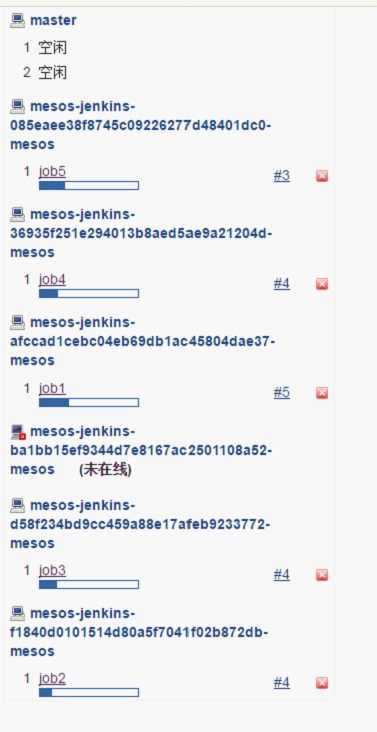 master
1 空闲
2 空闲
mesos-jenkins-
085eaee38f8745c09226277d48401dc0-
mesos
1 job5 #3
mesos-jenkins-
36935f251e294013b8aed5ae9a21204d-
mesos
1 job4 #4
mesos-jenkins-
afccad1cebc04eb69db1ac45804dae37-
mesos
1 job1 #5
mesos-jenkins-
ba1bb15ef9344d7e8167ac2501108a52-
mesos (未在线)
mesos-jenkins-
d58f234bd9cc459a88e17afeb9233772-
mesos
1 job3 #4
mesos-jenkins-
f1840d0101514d80a5f7041f02b872db-
mesos
1 job2 #4